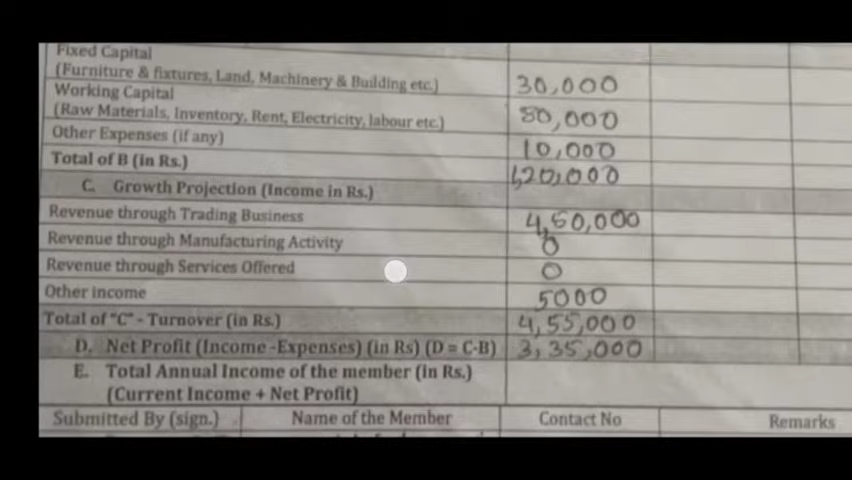 Fixed Capital
(Furniture & fixtures, Land, Machinery & Building etc.) 30,000
Working Capital
(Raw Materials, Inventory, Rent, Electricity, labour etc.) 80,000
Other Expenses (if any) 10,000
Total of B (in Rs.) 1,20,000
C. Growth Projection (Income in Rs.)
Revenue through Trading Business 4,50,000
Revenue through Manufacturing Activity 0
Revenue through Services Offered 0
Other income 5000
Total of "C" - Turnover (in Rs.) 4,55,000
D. Net Profit (Income -Expenses) (in Rs) (D = C-B) 3,35,000
E. Total Annual Income of the member (in Rs.)
(Current Income + Net Profit)
Submitted By (sign.) Name of the Member Contact No Remarks